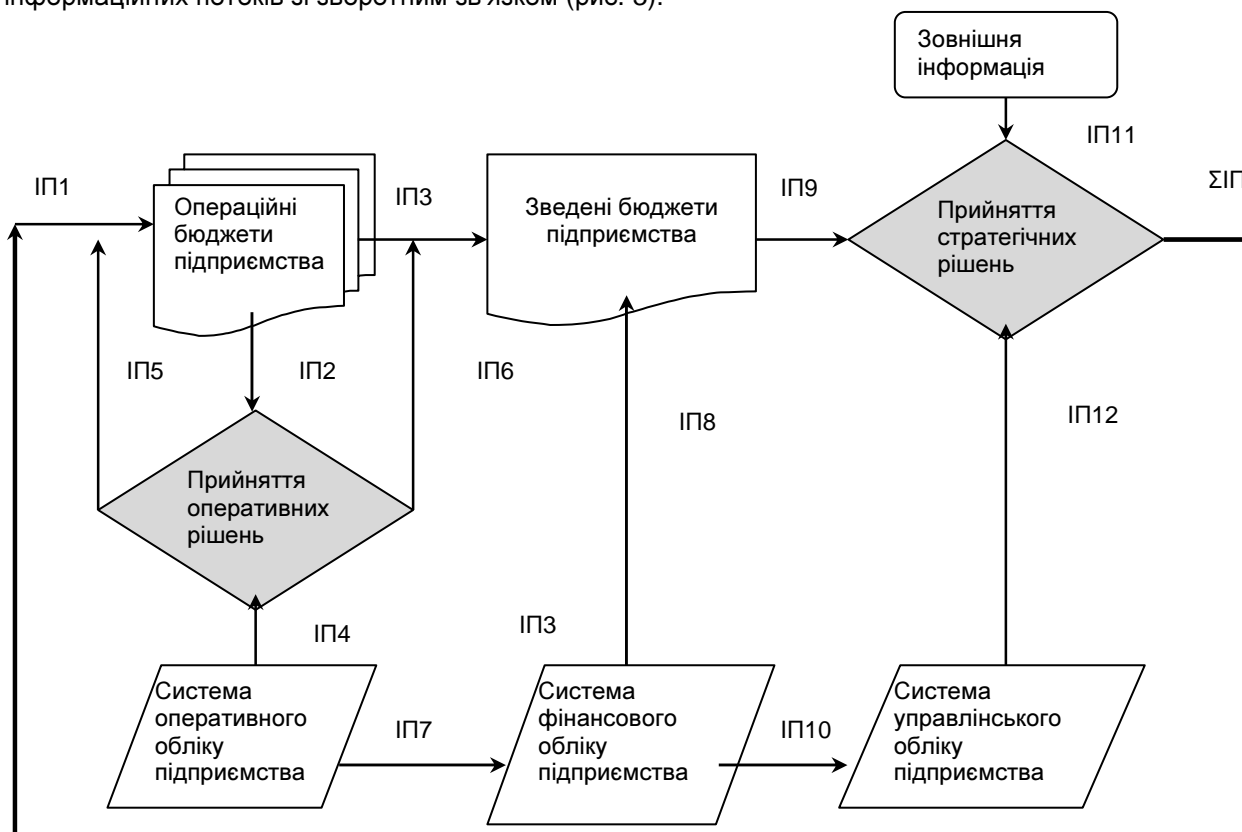 інформаційних потоків зі зворотним зв'язком (рис. 3).
Зовнішня
інформація
ІП11
ІП1
Операційні
бюджети
підприємства
ІП3
Зведені бюджети
підприємства
ІП9
Прийняття
стратегічних
рішень
ΣІП
ІП5
ІП2
ІП6
ІП8
ІП12
Прийняття
оперативних
рішень
ІП4
ІП3
Система
оперативного
обліку
підприємства
ІП7
Система
фінансового
обліку
підприємства
ІП10
Система
управлінського
обліку
підприємства